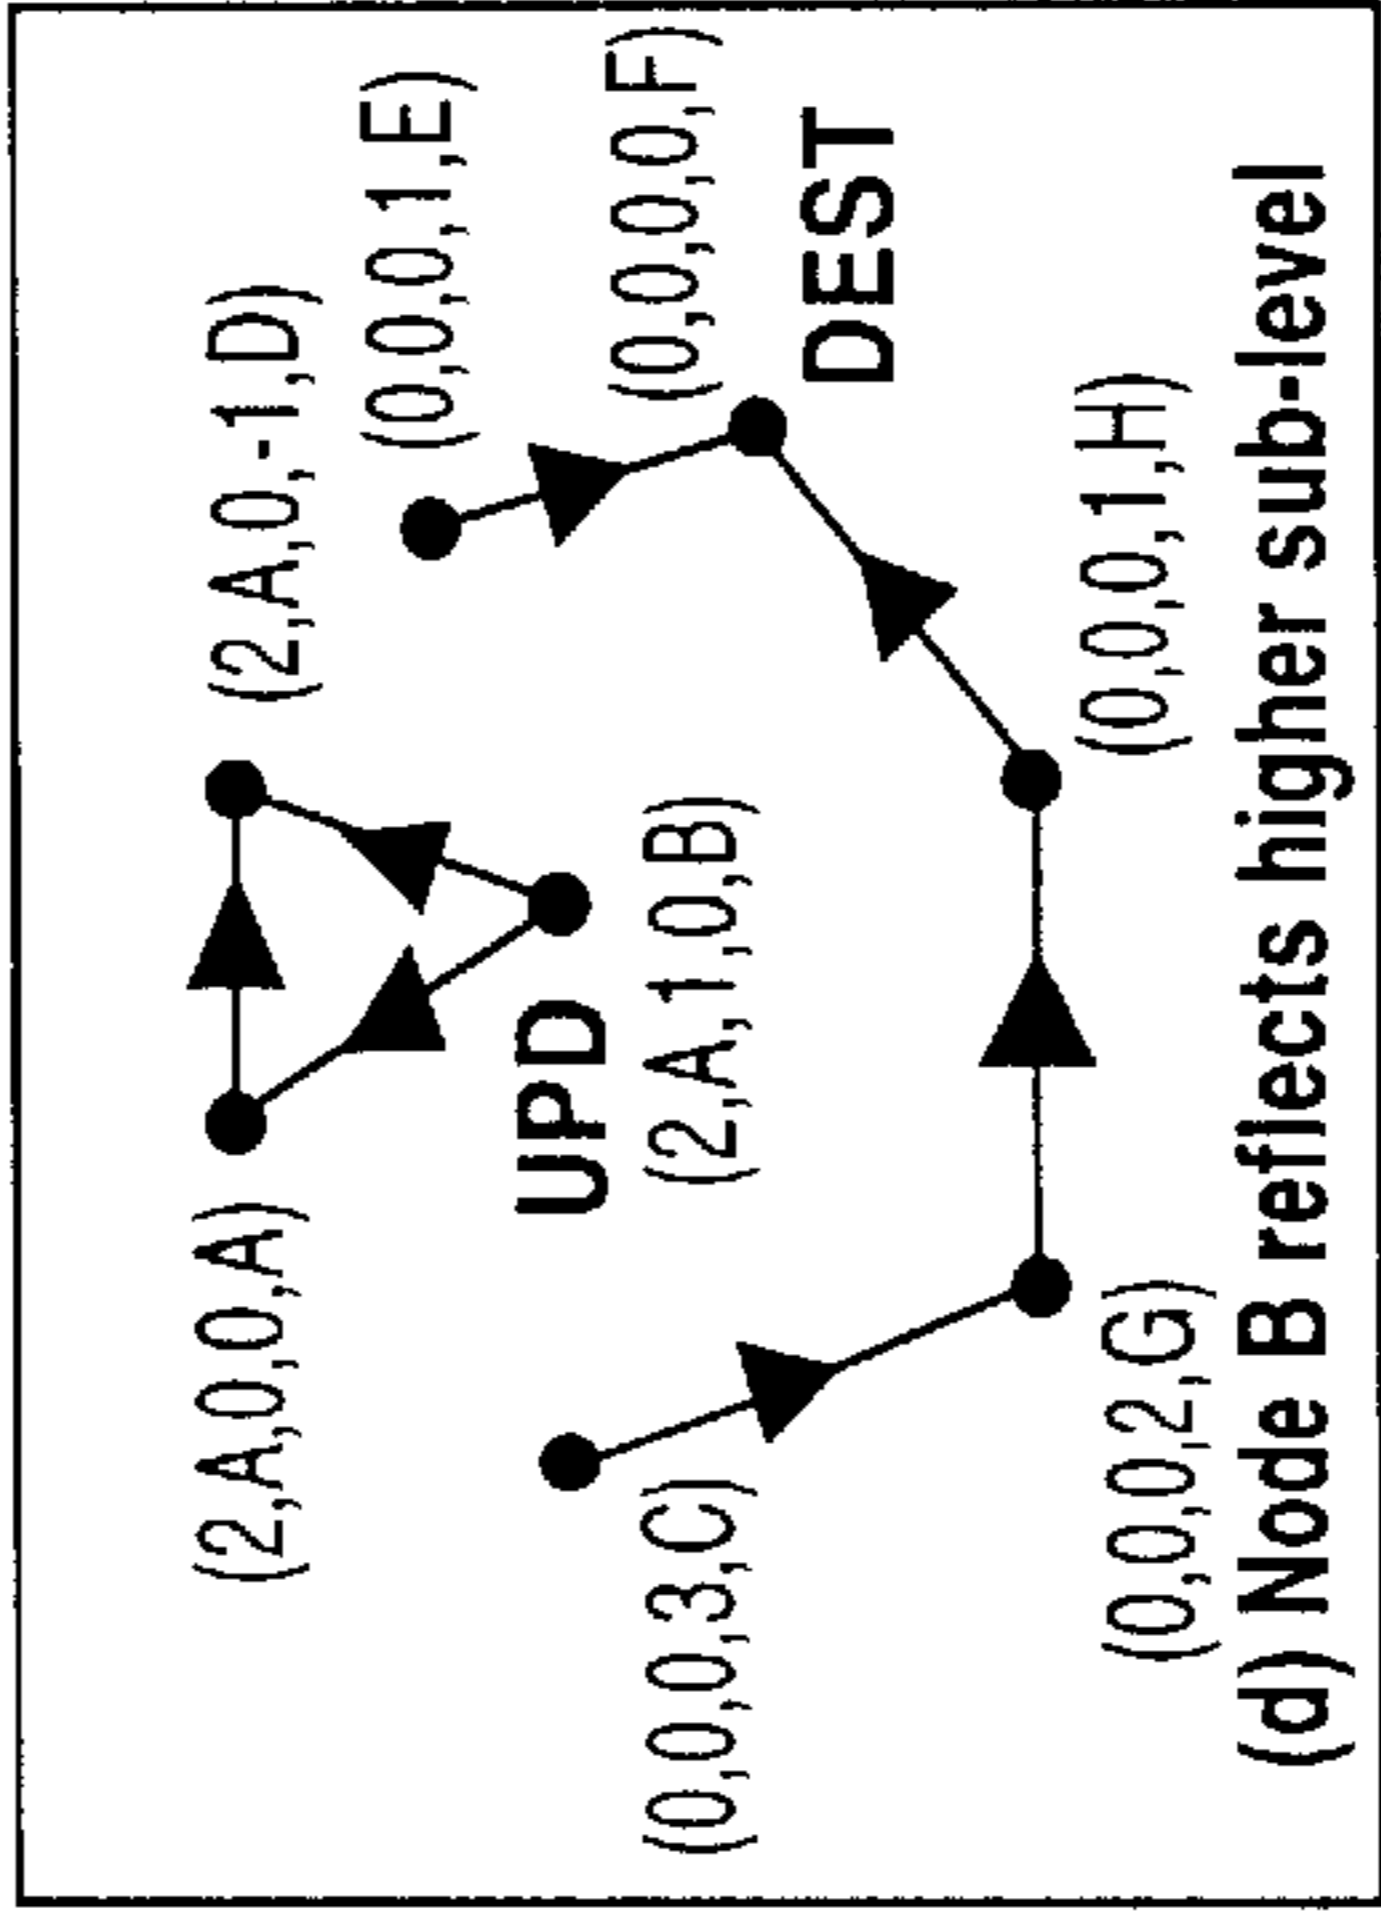 (2,A,0,0,A)
(2,A,0,-1,D)
(0,0,0,1,E)
UPD
(2,A,1,0,B)
(0,0,0,3,C)
(0,0,0,0,F)
DEST
(0,0,0,2,G)
(0,0,0,1,H)
(d) Node B reflects higher sub-level